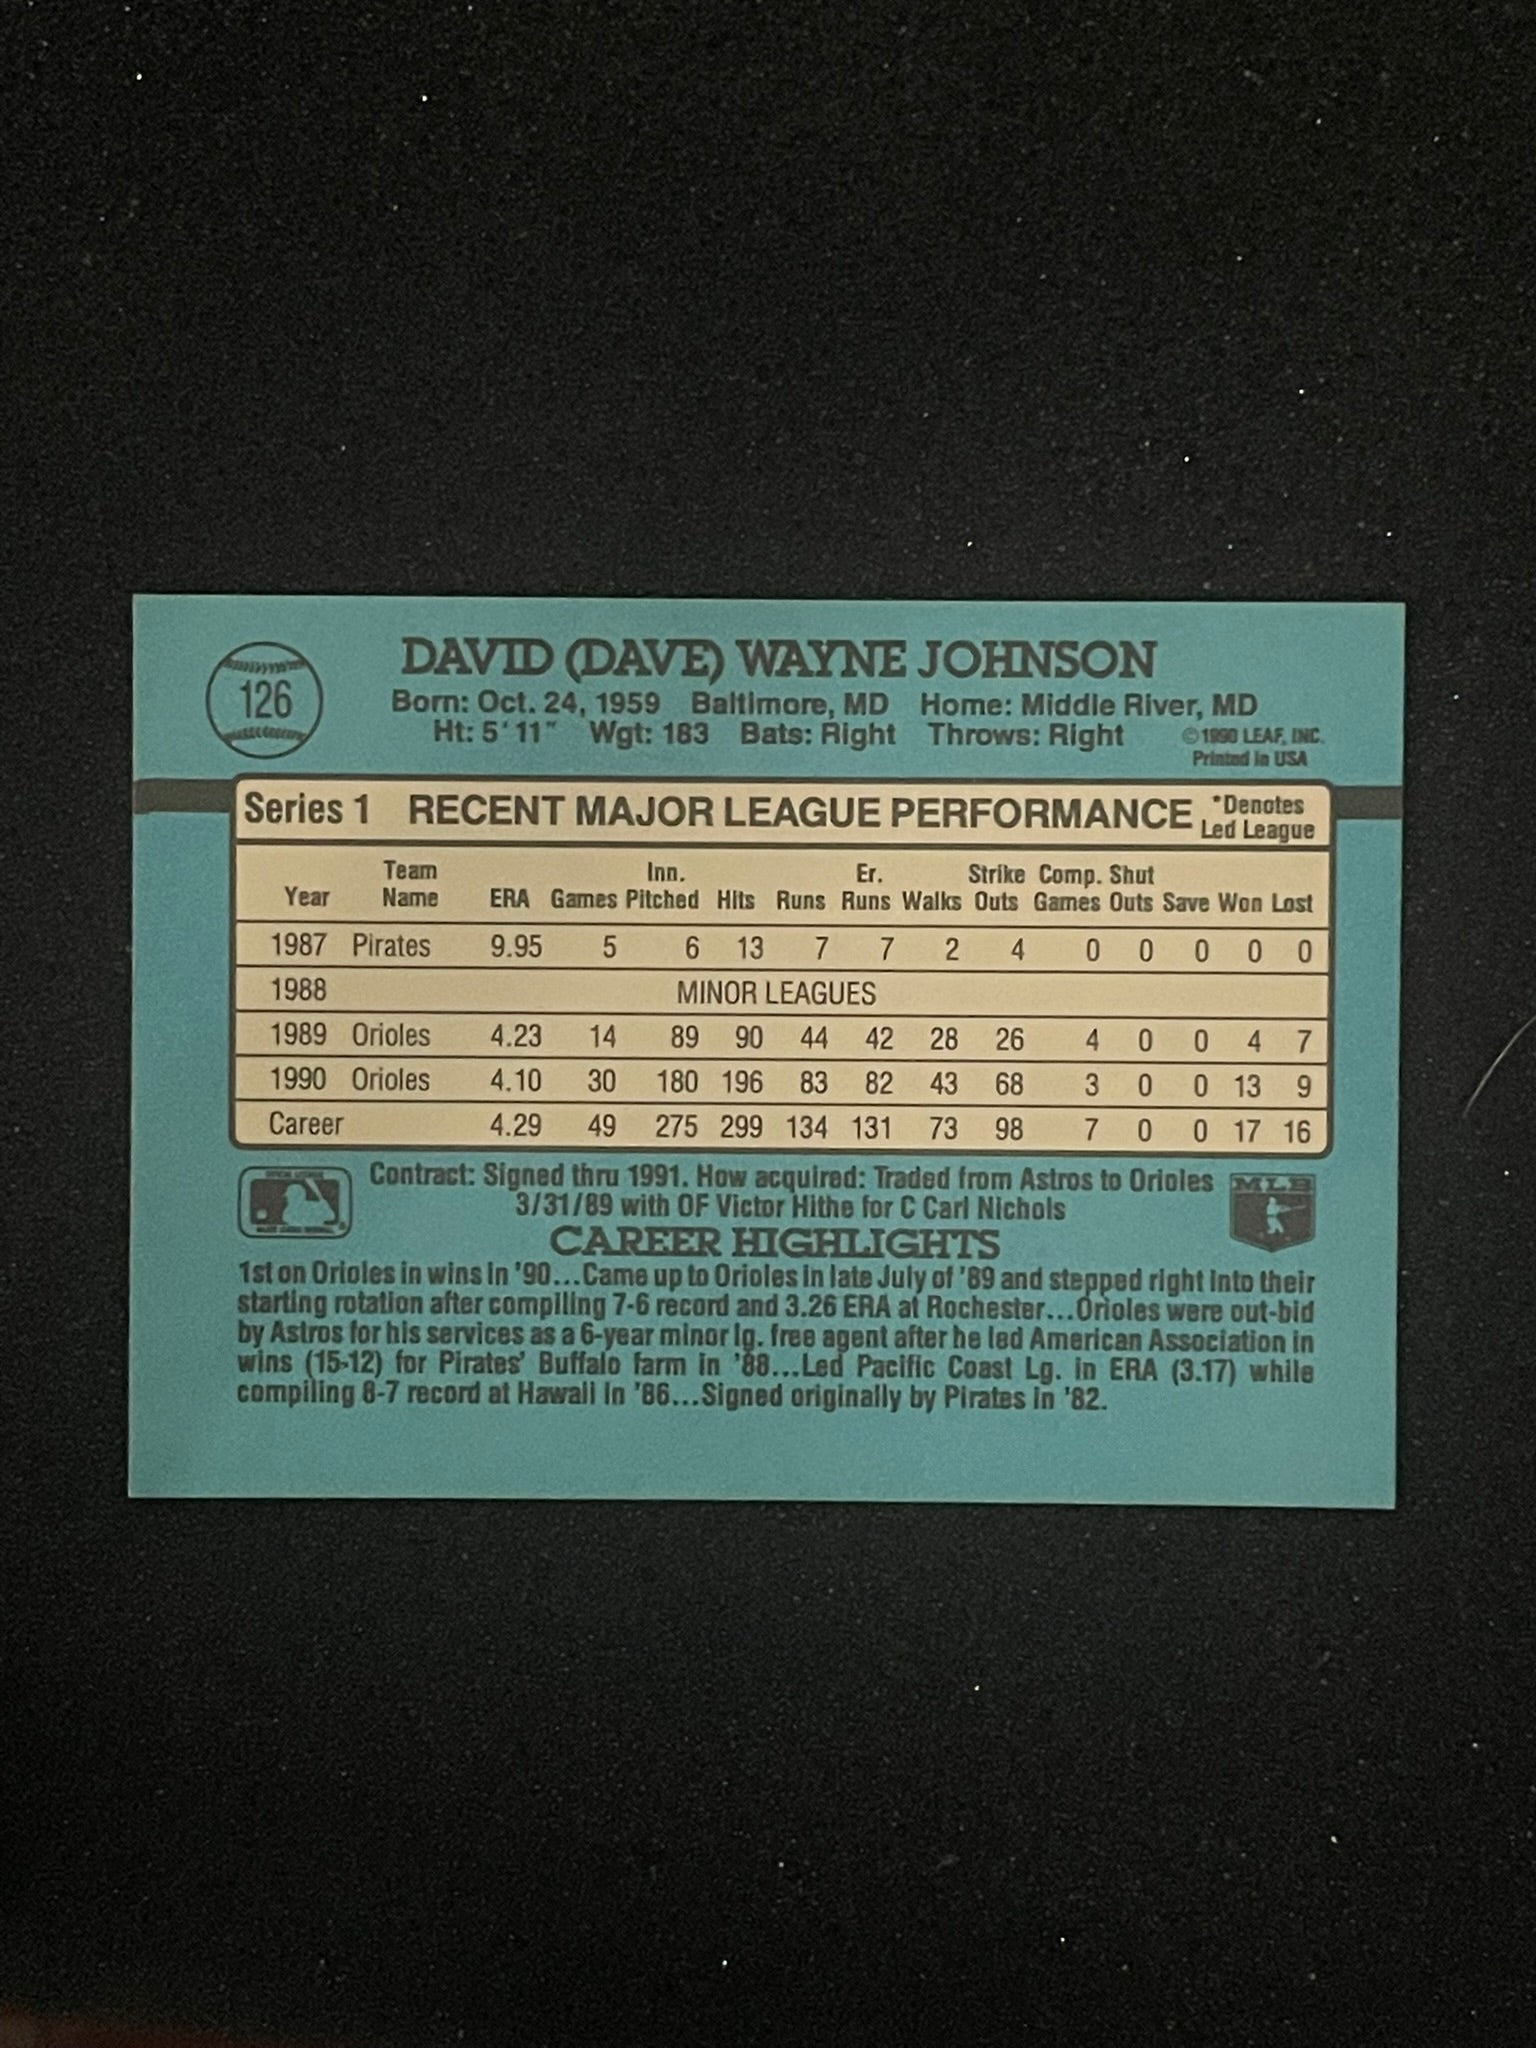 126
DAVID (DAVE) WAYNE JOHNSON
Born: Oct. 24, 1959 Baltimore, MD Home: Middle River, MD
Ht: 5'11" Wgt: 183 Bats: Right Throws: Right
©1990 LEAF, INC.
Printed in USA
Series 1 RECENT MAJOR LEAGUE PERFORMANCE *Denotes Led League
Year Team Name ERA Games Inn. Pitched Hits Runs Er. Runs Walks Strike Outs Comp. Games Shut Outs Save Won Lost
1987 Pirates 9.95 5 6 13 7 7 2 4 0 0 0 0 0
1988 MINOR LEAGUES
1989 Orioles 4.23 14 89 90 44 42 28 26 4 0 0 4 7
1990 Orioles 4.10 30 180 196 83 82 43 68 3 0 0 13 9
Career 4.29 49 275 299 134 131 73 98 7 0 0 17 16
Contract: Signed thru 1991. How acquired: Traded from Astros to Orioles
3/31/89 with OF Victor Hithe for C Carl Nichols
MLB
CAREER HIGHLIGHTS
1st on Orioles in wins in '90...Came up to Orioles in late July of '89 and stepped right into their
starting rotation after compiling 7-6 record and 3.26 ERA at Rochester...Orioles were out-bid
by Astros for his services as a 6-year minor lg. free agent after he led American Association in
wins (15-12) for Pirates' Buffalo farm in '88...Led Pacific Coast Lg. in ERA (3.17) while
compiling 8-7 record at Hawaii in '86...Signed originally by Pirates in '82.